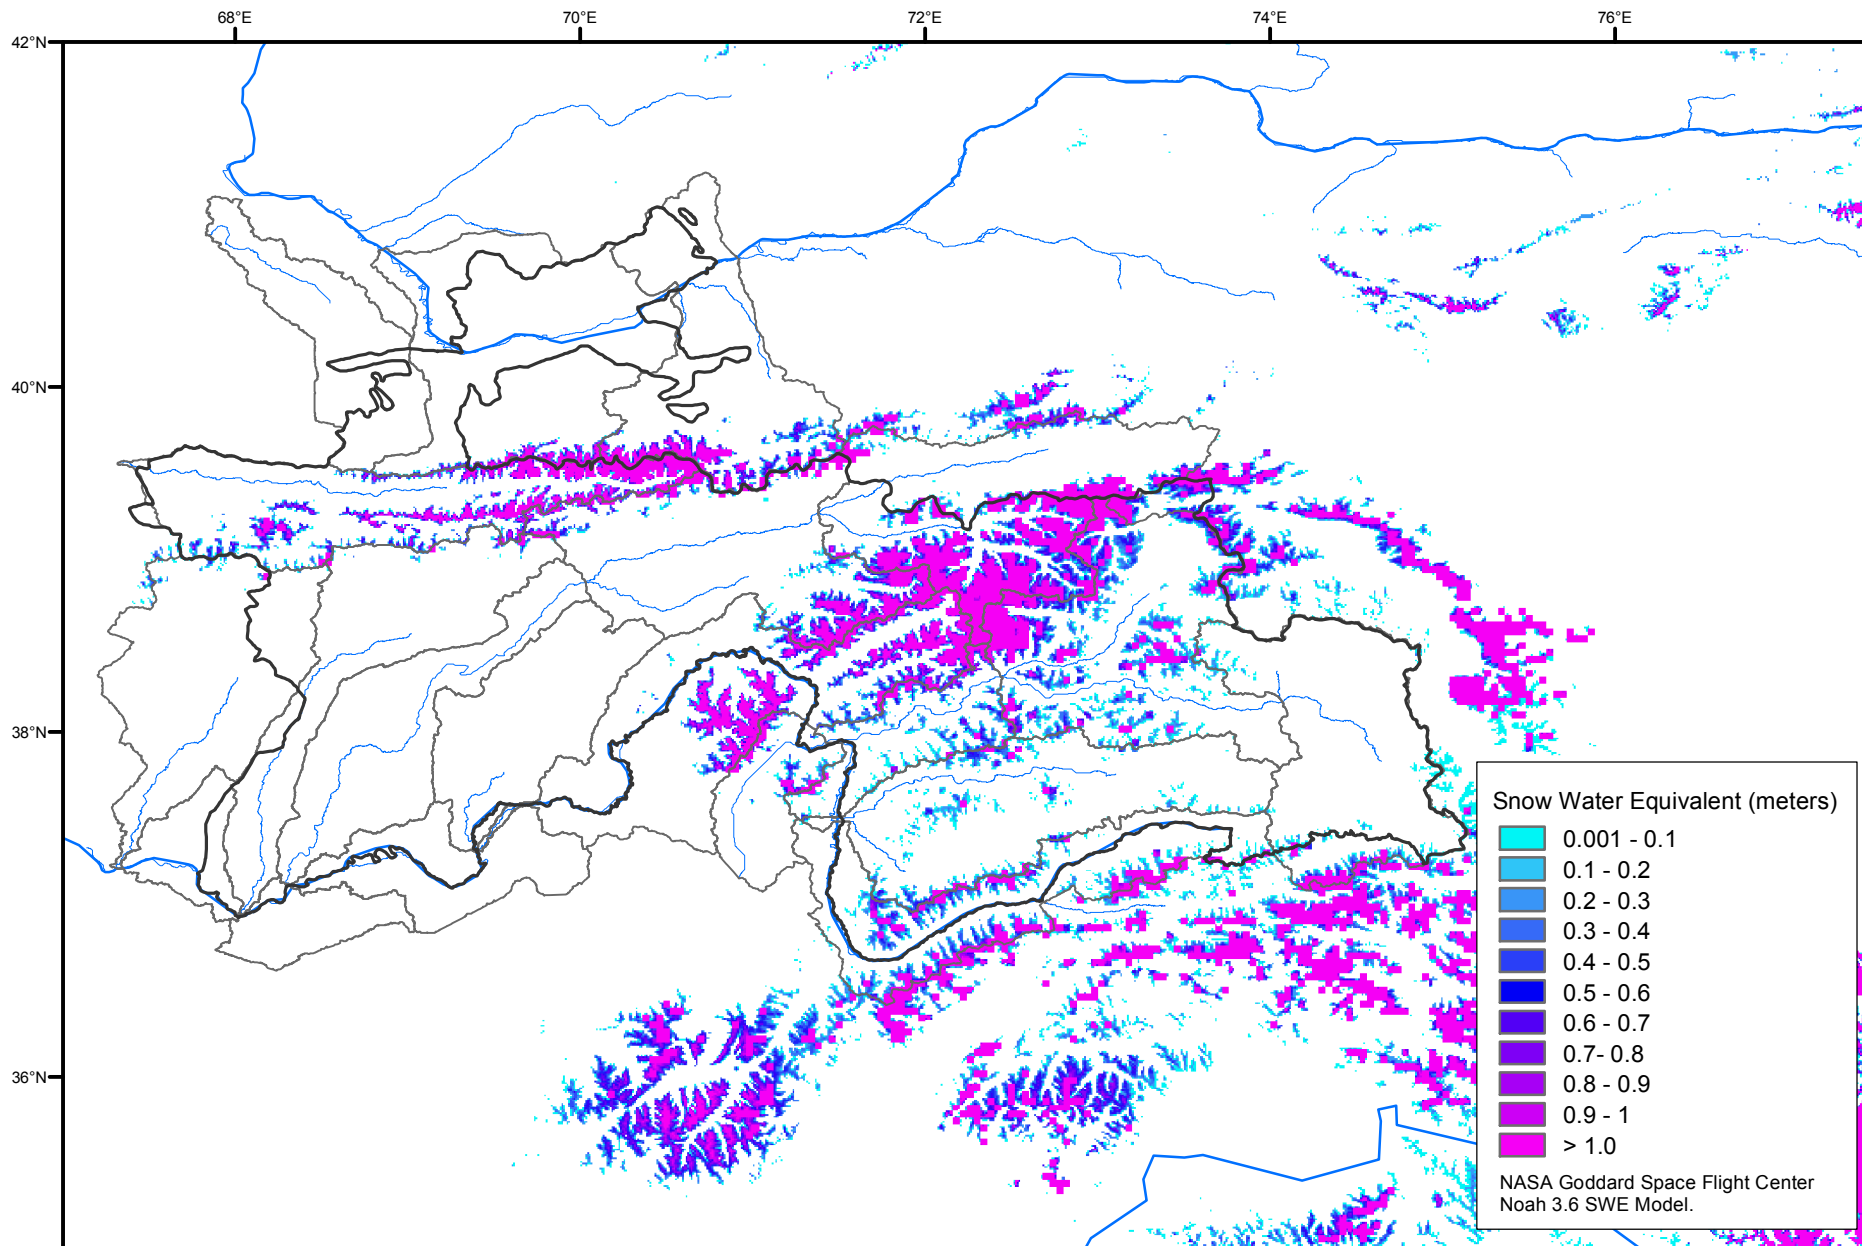 68°E
70°E
72°E
74°E
76°E
42°N
40°N
38°N
36°N
Snow Water Equivalent (meters)
0.001 - 0.1
0.1 - 0.2
0.2 - 0.3
0.3 - 0.4
0.4 - 0.5
0.5 - 0.6
0.6 - 0.7
0.7- 0.8
0.8 - 0.9
0.9 - 1
> 1.0
NASA Goddard Space Flight Center
Noah 3.6 SWE Model.